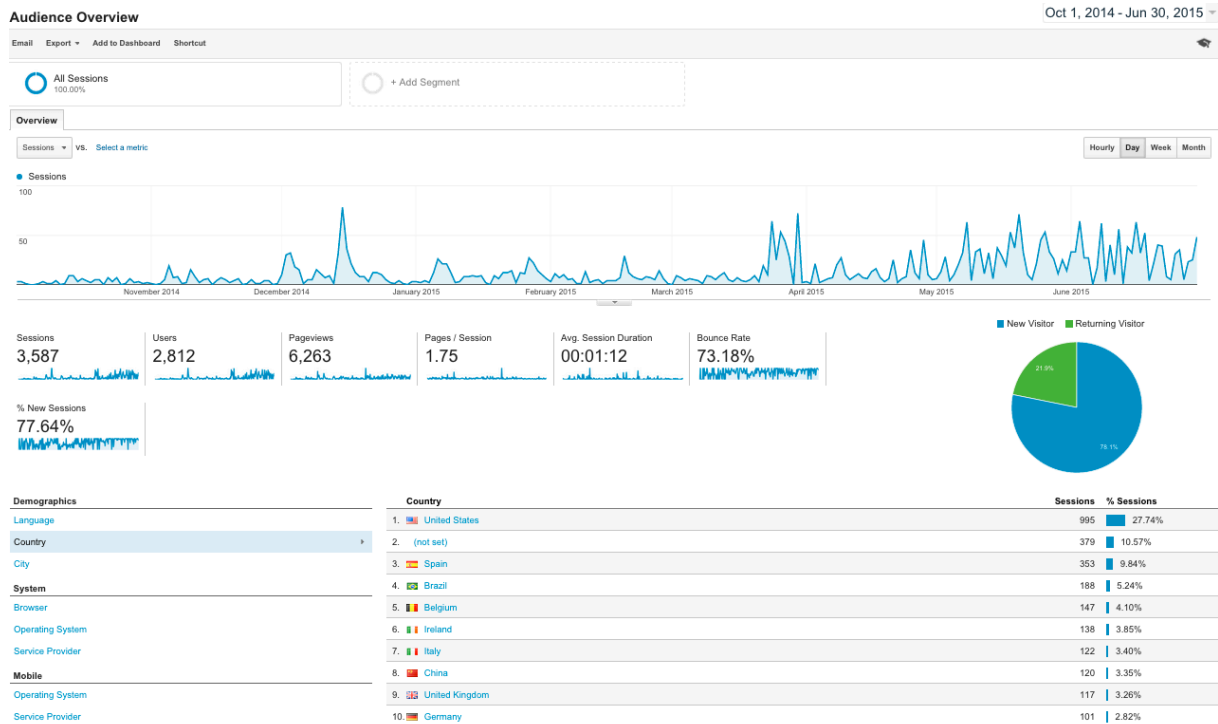 Audience Overview
Oct 1, 2014 - Jun 30, 2015
Email Export Add to Dashboard Shortcut
All Sessions
100.00%
+ Add Segment
Overview
Sessions VS. Select a metric
Hourly Day Week Month
Sessions
100
50
November 2014 December 2014 January 2015 February 2015 March 2015 April 2015 May 2015 June 2015
New Visitor Returning Visitor
Sessions
3,587
Users
2,812
Pageviews
6,263
Pages / Session
1.75
Avg. Session Duration
00:01:12
Bounce Rate
73.18%
% New Sessions
77.64%
21.9%
78.1%
Demographics
Language
Country
City
System
Browser
Operating System
Service Provider
Mobile
Operating System
Service Provider
Country Sessions % Sessions
1. United States 995 27.74%
2. (not set) 379 10.57%
3. Spain 353 9.84%
4. Brazil 188 5.24%
5. Belgium 147 4.10%
6. Ireland 138 3.85%
7. Italy 122 3.40%
8. China 120 3.35%
9. United Kingdom 117 3.26%
10. Germany 101 2.82%